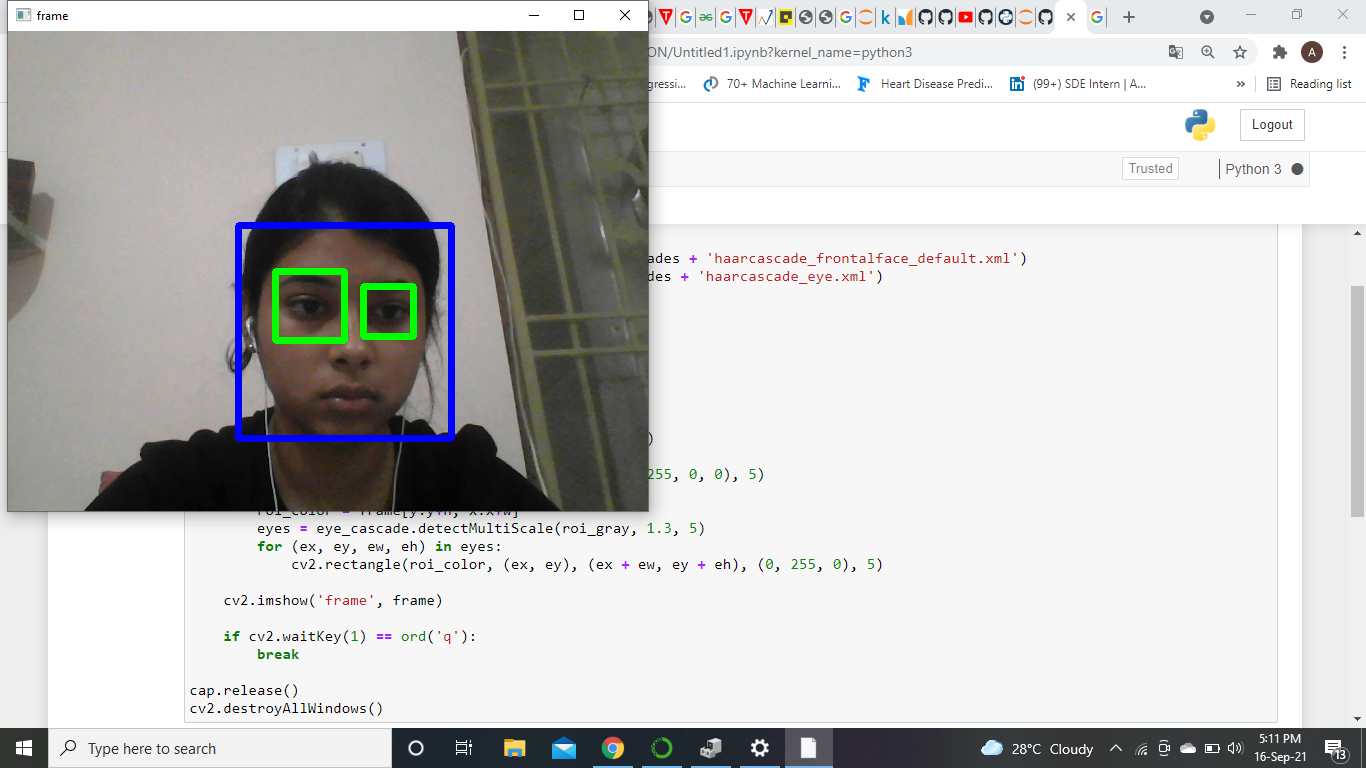 frame
ON/Untitled1.ipynb?kernel_name=python3
A
gressi...
70+ Machine Learni...
Heart Disease Predi...
(99+) SDE Intern | A...
»
Reading list
Logout
Trusted
Python 3
ades + 'haarcascade_frontalface_default.xml')
des + 'haarcascade_eye.xml')
)
255, 0, 0), 5)
roi_color = frame[y:y+h, x:x+w]
eyes = eye_cascade.detectMultiScale(roi_gray, 1.3, 5)
for (ex, ey, ew, eh) in eyes:
cv2.rectangle(roi_color, (ex, ey), (ex + ew, ey + eh), (0, 255, 0), 5)
cv2.imshow('frame', frame)
if cv2.waitKey(1) == ord('q'):
break
cap.release()
cv2.destroyAllWindows()
Type here to search
28°C Cloudy
5:11 PM
16-Sep-21
13